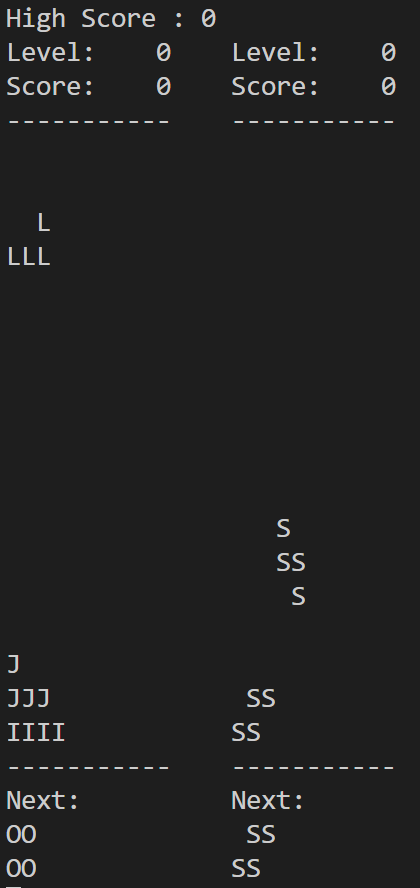 High Score : 0
Level:    0    Level:    0
Score:    0    Score:    0
-----------    -----------
  L
LLL
                  S
                  SS
                   S
J
JJJ             SS
IIII           SS
-----------    -----------
Next:          Next:
OO              SS
OO             SS